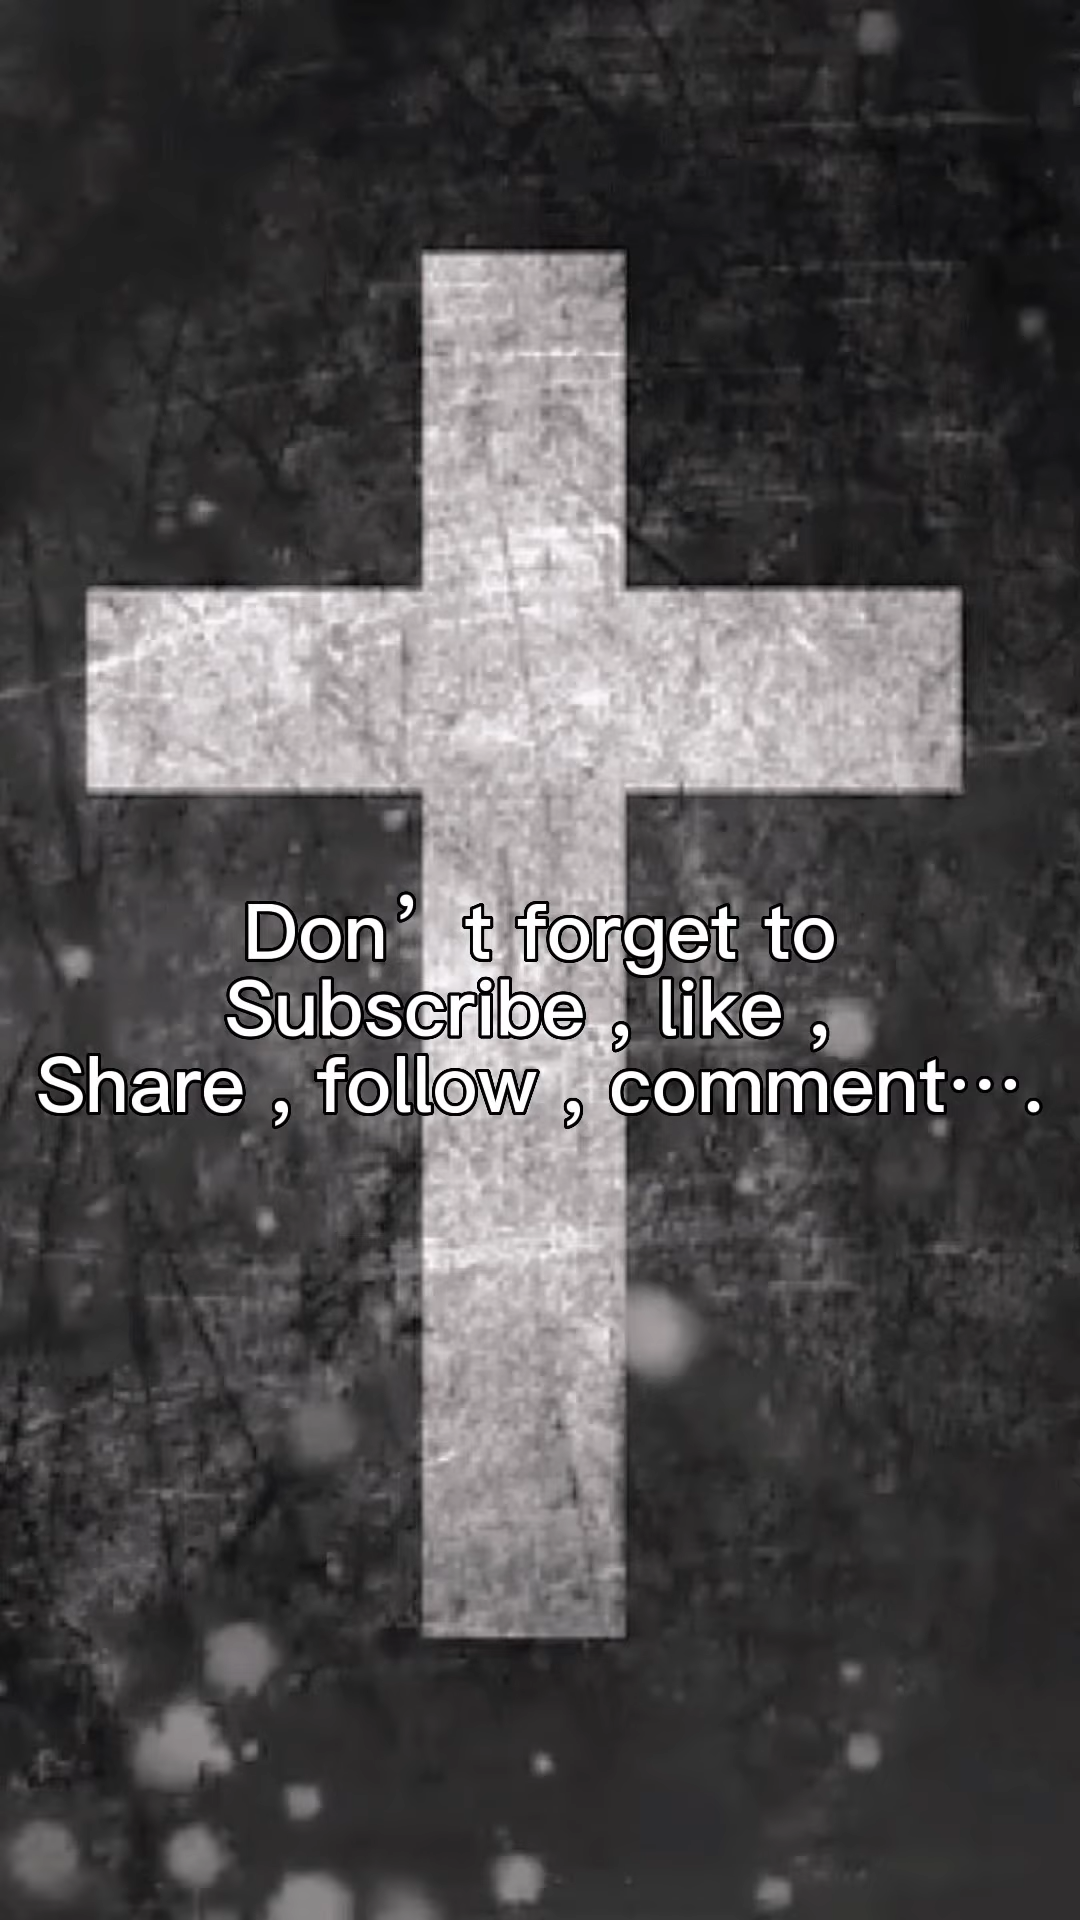 Don’t forget to
Subscribe , like ,
Share , follow , comment….